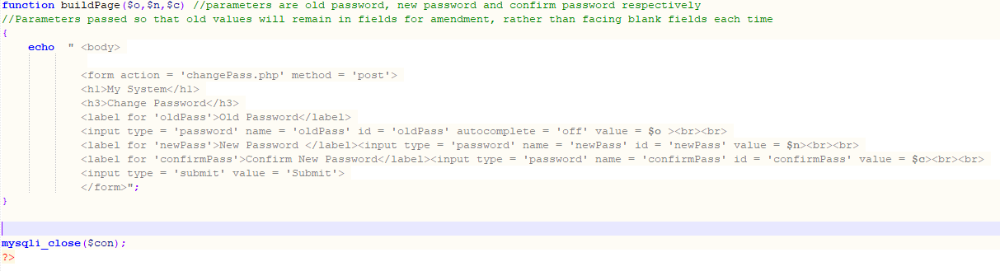 function buildPage($o,$n,$c) //parameters are old password, new password and confirm password respectively
//Parameters passed so that old values will remain in fields for amendment, rather than facing blank fields each time
{
echo " <body>
<form action = 'changePass.php' method = 'post'>
<h1>My System</h1>
<h3>Change Password</h3>
<label for 'oldPass'>Old Password</label>
<input type = 'password' name = 'oldPass' id = 'oldPass' autocomplete = 'off' value = $o ><br><br>
<label for 'newPass'>New Password </label><input type = 'password' name = 'newPass' id = 'newPass' value = $n><br><br>
<label for 'confirmPass'>Confirm New Password</label><input type = 'password' name = 'confirmPass' id = 'confirmPass' value = $c><br><br>
<input type = 'submit' value = 'Submit'>
</form>";
}
mysqli_close($con);
?>